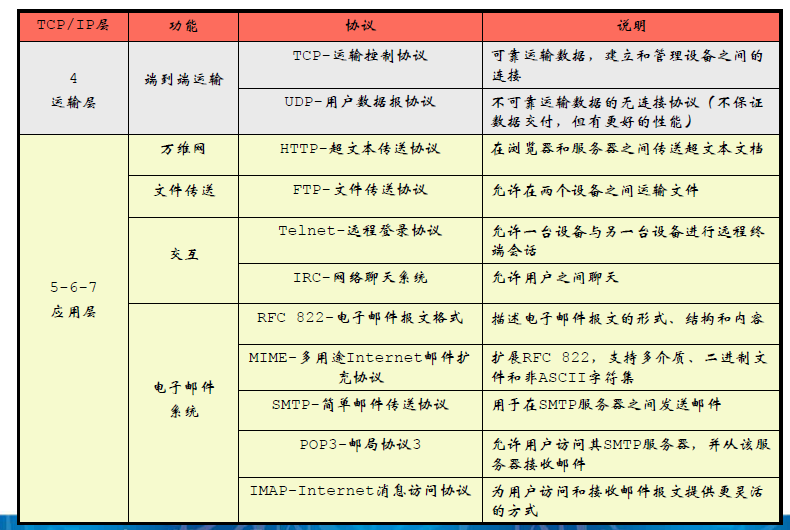 TCP/IP层 功能 协议 说明
4
运输层
端到端运输
TCP-运输控制协议
可靠运输数据，建立和管理设备之间的
连接
UDP-用户数据报协议
不可靠运输数据的无连接协议（不保证
数据交付，但有更好的性能）
5-6-7
应用层
万维网
HTTP-超文本传送协议
在浏览器和服务器之间传送超文本文档
文件传送
FTP-文件传送协议
允许在两个设备之间运输文件
交互
Telnet-远程登录协议
允许一台设备与另一台设备进行远程终
端会话
IRC-网络聊天系统
允许用户之间聊天
电子邮件
系统
RFC 822-电子邮件报文格式
描述电子邮件报文的形式、结构和内容
MIME-多用途Internet邮件扩
充协议
扩展RFC 822，支持多介质、二进制文
件和非ASCII字符集
SMTP-简单邮件传送协议
用于在SMTP服务器之间发送邮件
POP3-邮局协议3
允许用户访问其SMTP服务器，并从该服
务器接收邮件
IMAP-Internet消息访问协议
为用户访问和接收邮件报文提供更灵活
的方式